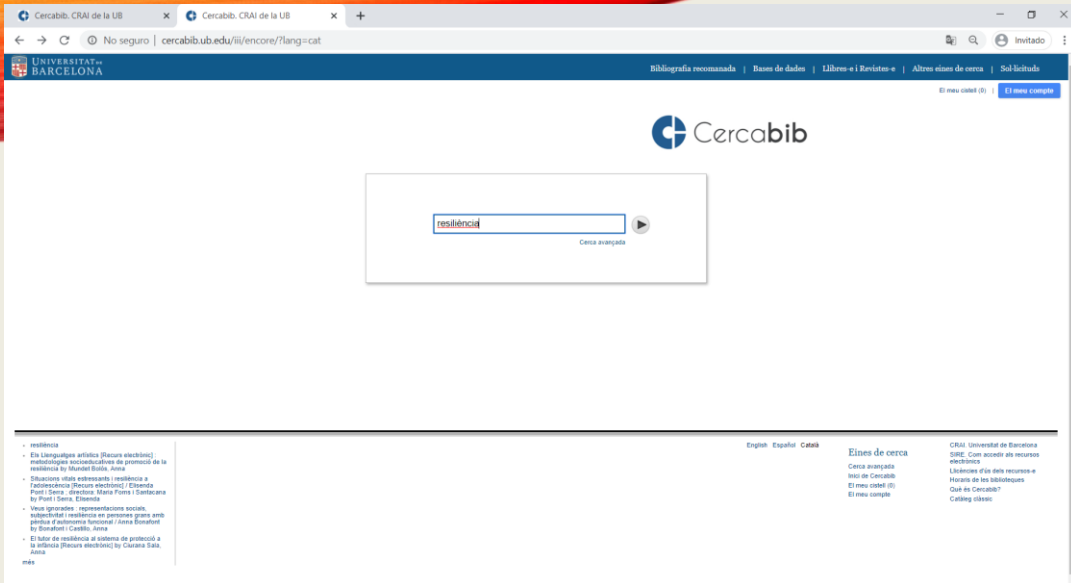 Cercabib. CRAI de la UB
Cercabib. CRAI de la UB
No seguro | cercabib.ub.edu/iii/encore/?lang=cat
Invitado
UNIVERSITAT DE
BARCELONA
Bibliografia recomanada | Bases de dades | Llibres-e i Revistes-e | Altres eines de cerca | Sol·licituds
El meu cistell (0) | El meu compte
Cercabib
resiliència
Cerca avançada
resiliència
Els Llenguatges artístics [Recurs electrònic] :
metodologies socioeducatives de promoció de la
resiliència by Mundet Bolós, Anna
Situacions vitals estressants i resiliència a
l'adolescència [Recurs electrònic] / Elisenda
Pont i Serra ; directora: Maria Forns i Santacana
by Pont i Serra, Elisenda
Veus ignorades : representacions socials,
subjectivitat i resiliència en persones grans amb
pèrdua d'autonomia funcional / Anna Bonafont
by Bonafont i Castillo, Anna
El tutor de resiliència al sistema de protecció a
la infància [Recurs electrònic] by Ciurana Sala,
Anna
més
English Español Català
Eines de cerca
Cerca avançada
Inici de Cercabib
El meu cistell (0)
El meu compte
CRAI. Universitat de Barcelona
SIRE. Com accedir als recursos
electrònics
Llicències d'ús dels recursos-e
Horaris de les biblioteques
Què és Cercabib?
Catàleg clàssic